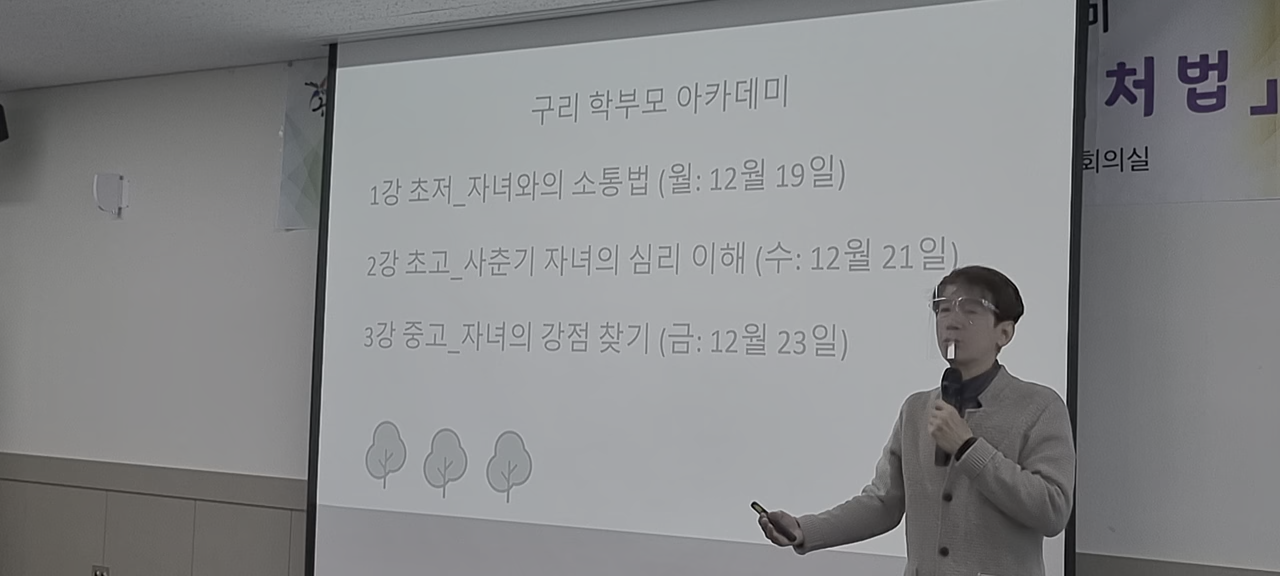 구리 학부모 아카데미
1강 초저_자녀와의 소통법 (월: 12월 19일)
2강 초고_사춘기 자녀의 심리 이해 (수: 12월 21일)
3강 중고_자녀의 강점 찾기 (금: 12월 23일)
미
처법」
회의실